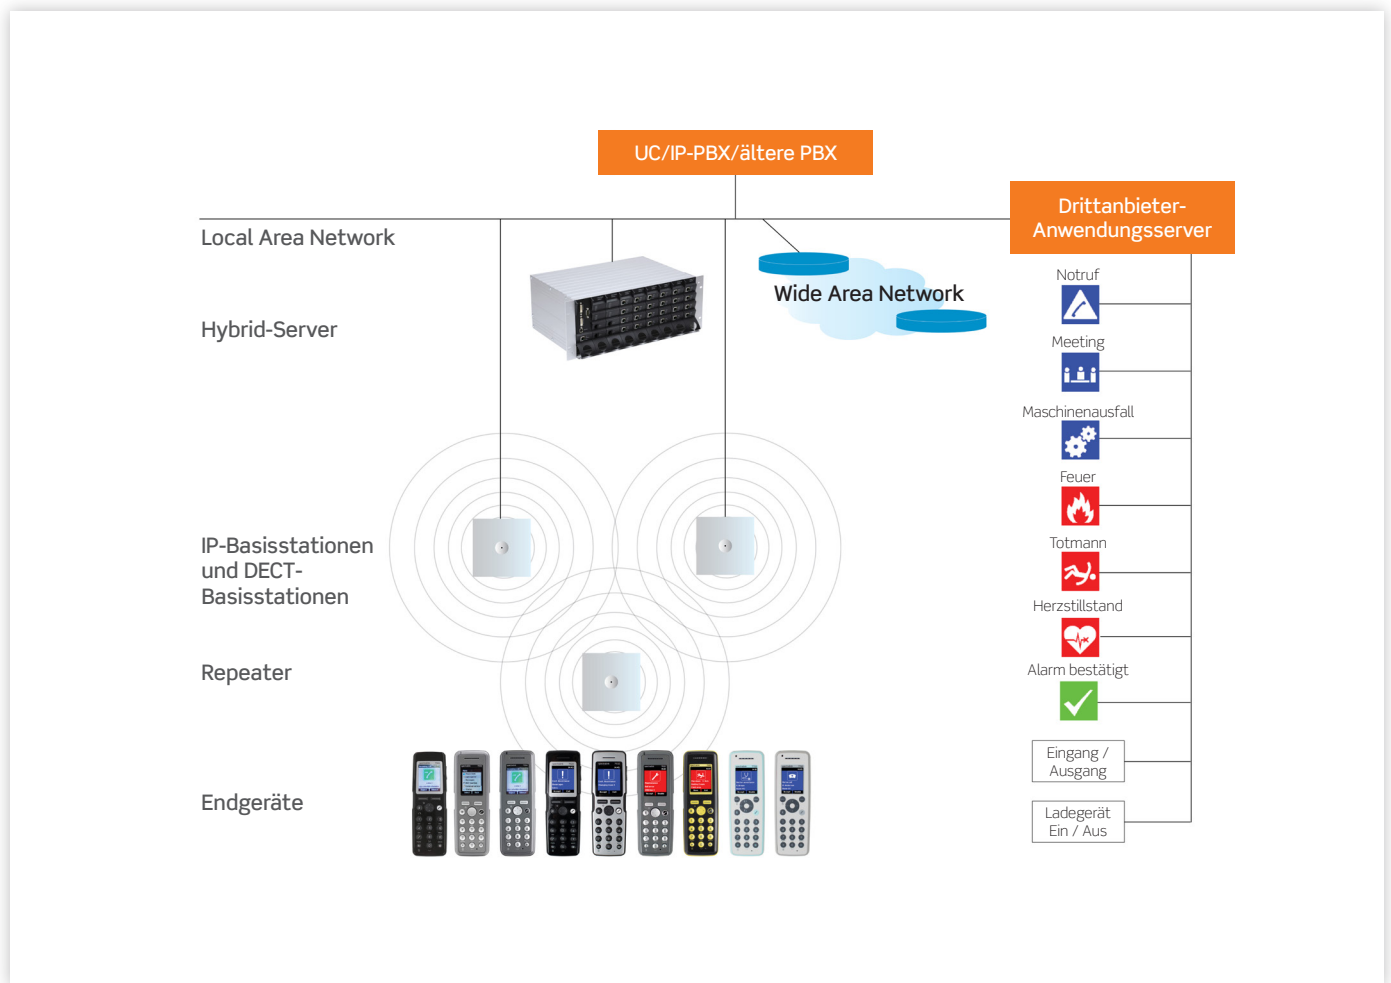 UC/IP-PBX/ältere PBX
Drittanbieter-
Anwendungsserver
Local Area Network
Wide Area Network
Hybrid-Server
IP-Basisstationen
und DECT-
Basisstationen
Repeater
Endgeräte
Notruf
Meeting
Maschinenausfall
Feuer
Totmann
Herzstillstand
Alarm bestätigt
Eingang /
Ausgang
Ladegerät
Ein / Aus